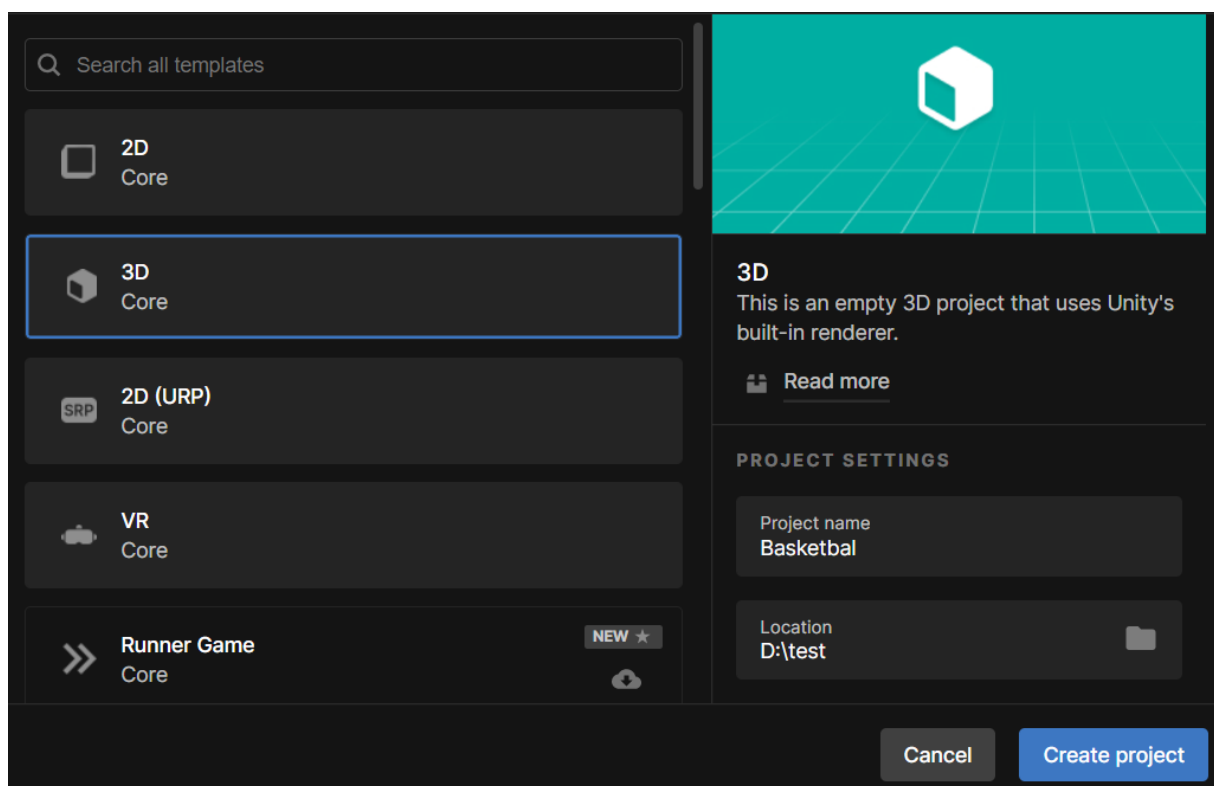 Search all templates
2D
Core
3D
Core
SRP
2D (URP)
Core
VR
Core
Runner Game
Core
NEW
3D
This is an empty 3D project that uses Unity's
built-in renderer.
Read more
PROJECT SETTINGS
Project name
Basketbal
Location
D:\test
Cancel
Create project